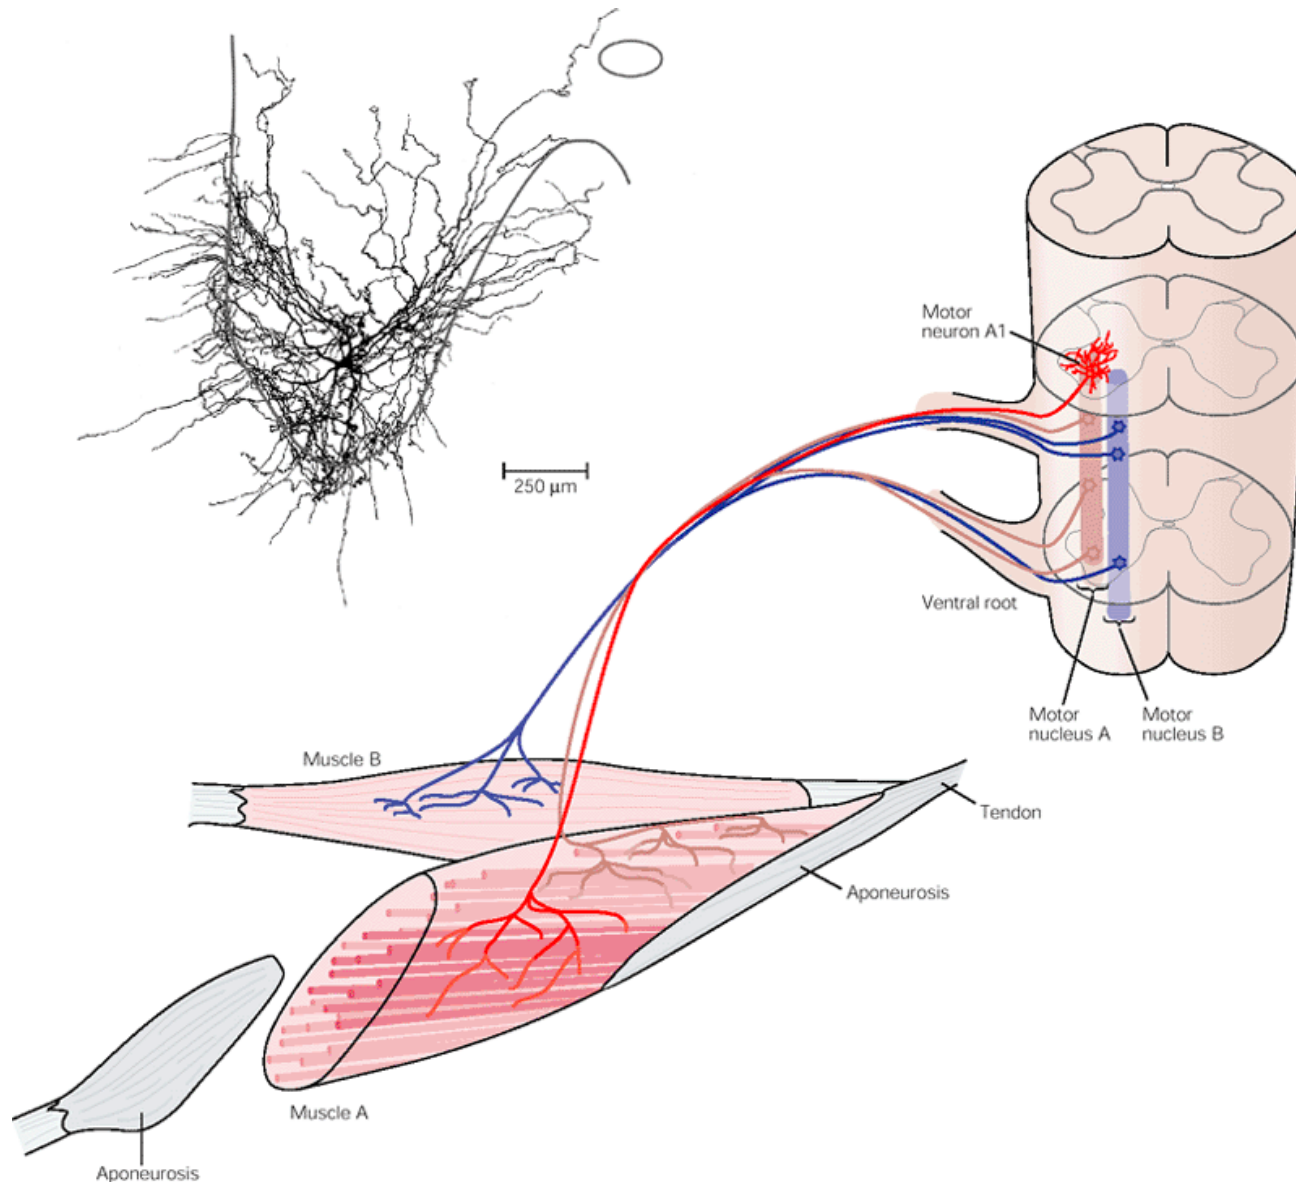 Motor
neuron A1
250 μm
Ventral root
Motor
nucleus A
Motor
nucleus B
Muscle B
Tendon
Aponeurosis
Muscle A
Aponeurosis